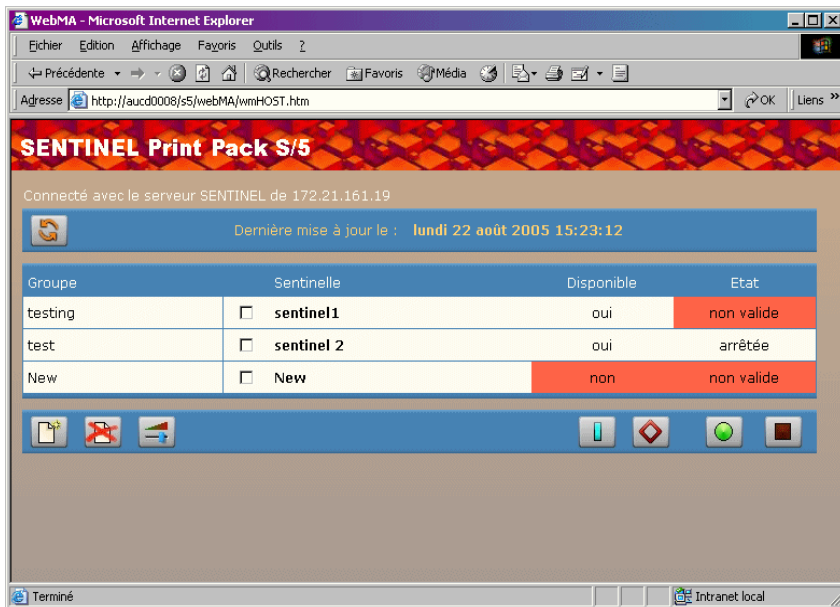 WebMA - Microsoft Internet Explorer
Fichier Edition Affichage Favoris Outils ?
Précédente Rechercher Favoris Média
Adresse http://aucd0008/s5/webMA/wmHOST.htm OK Liens »
SENTINEL Print Pack S/5
Connecté avec le serveur SENTINEL de 172.21.161.19
Dernière mise à jour le : lundi 22 août 2005 15:23:12
Groupe Sentinelle Disponible Etat
testing sentinel1 oui non valide
test sentinel 2 oui arrêtée
New New non non valide
Terminé Intranet local